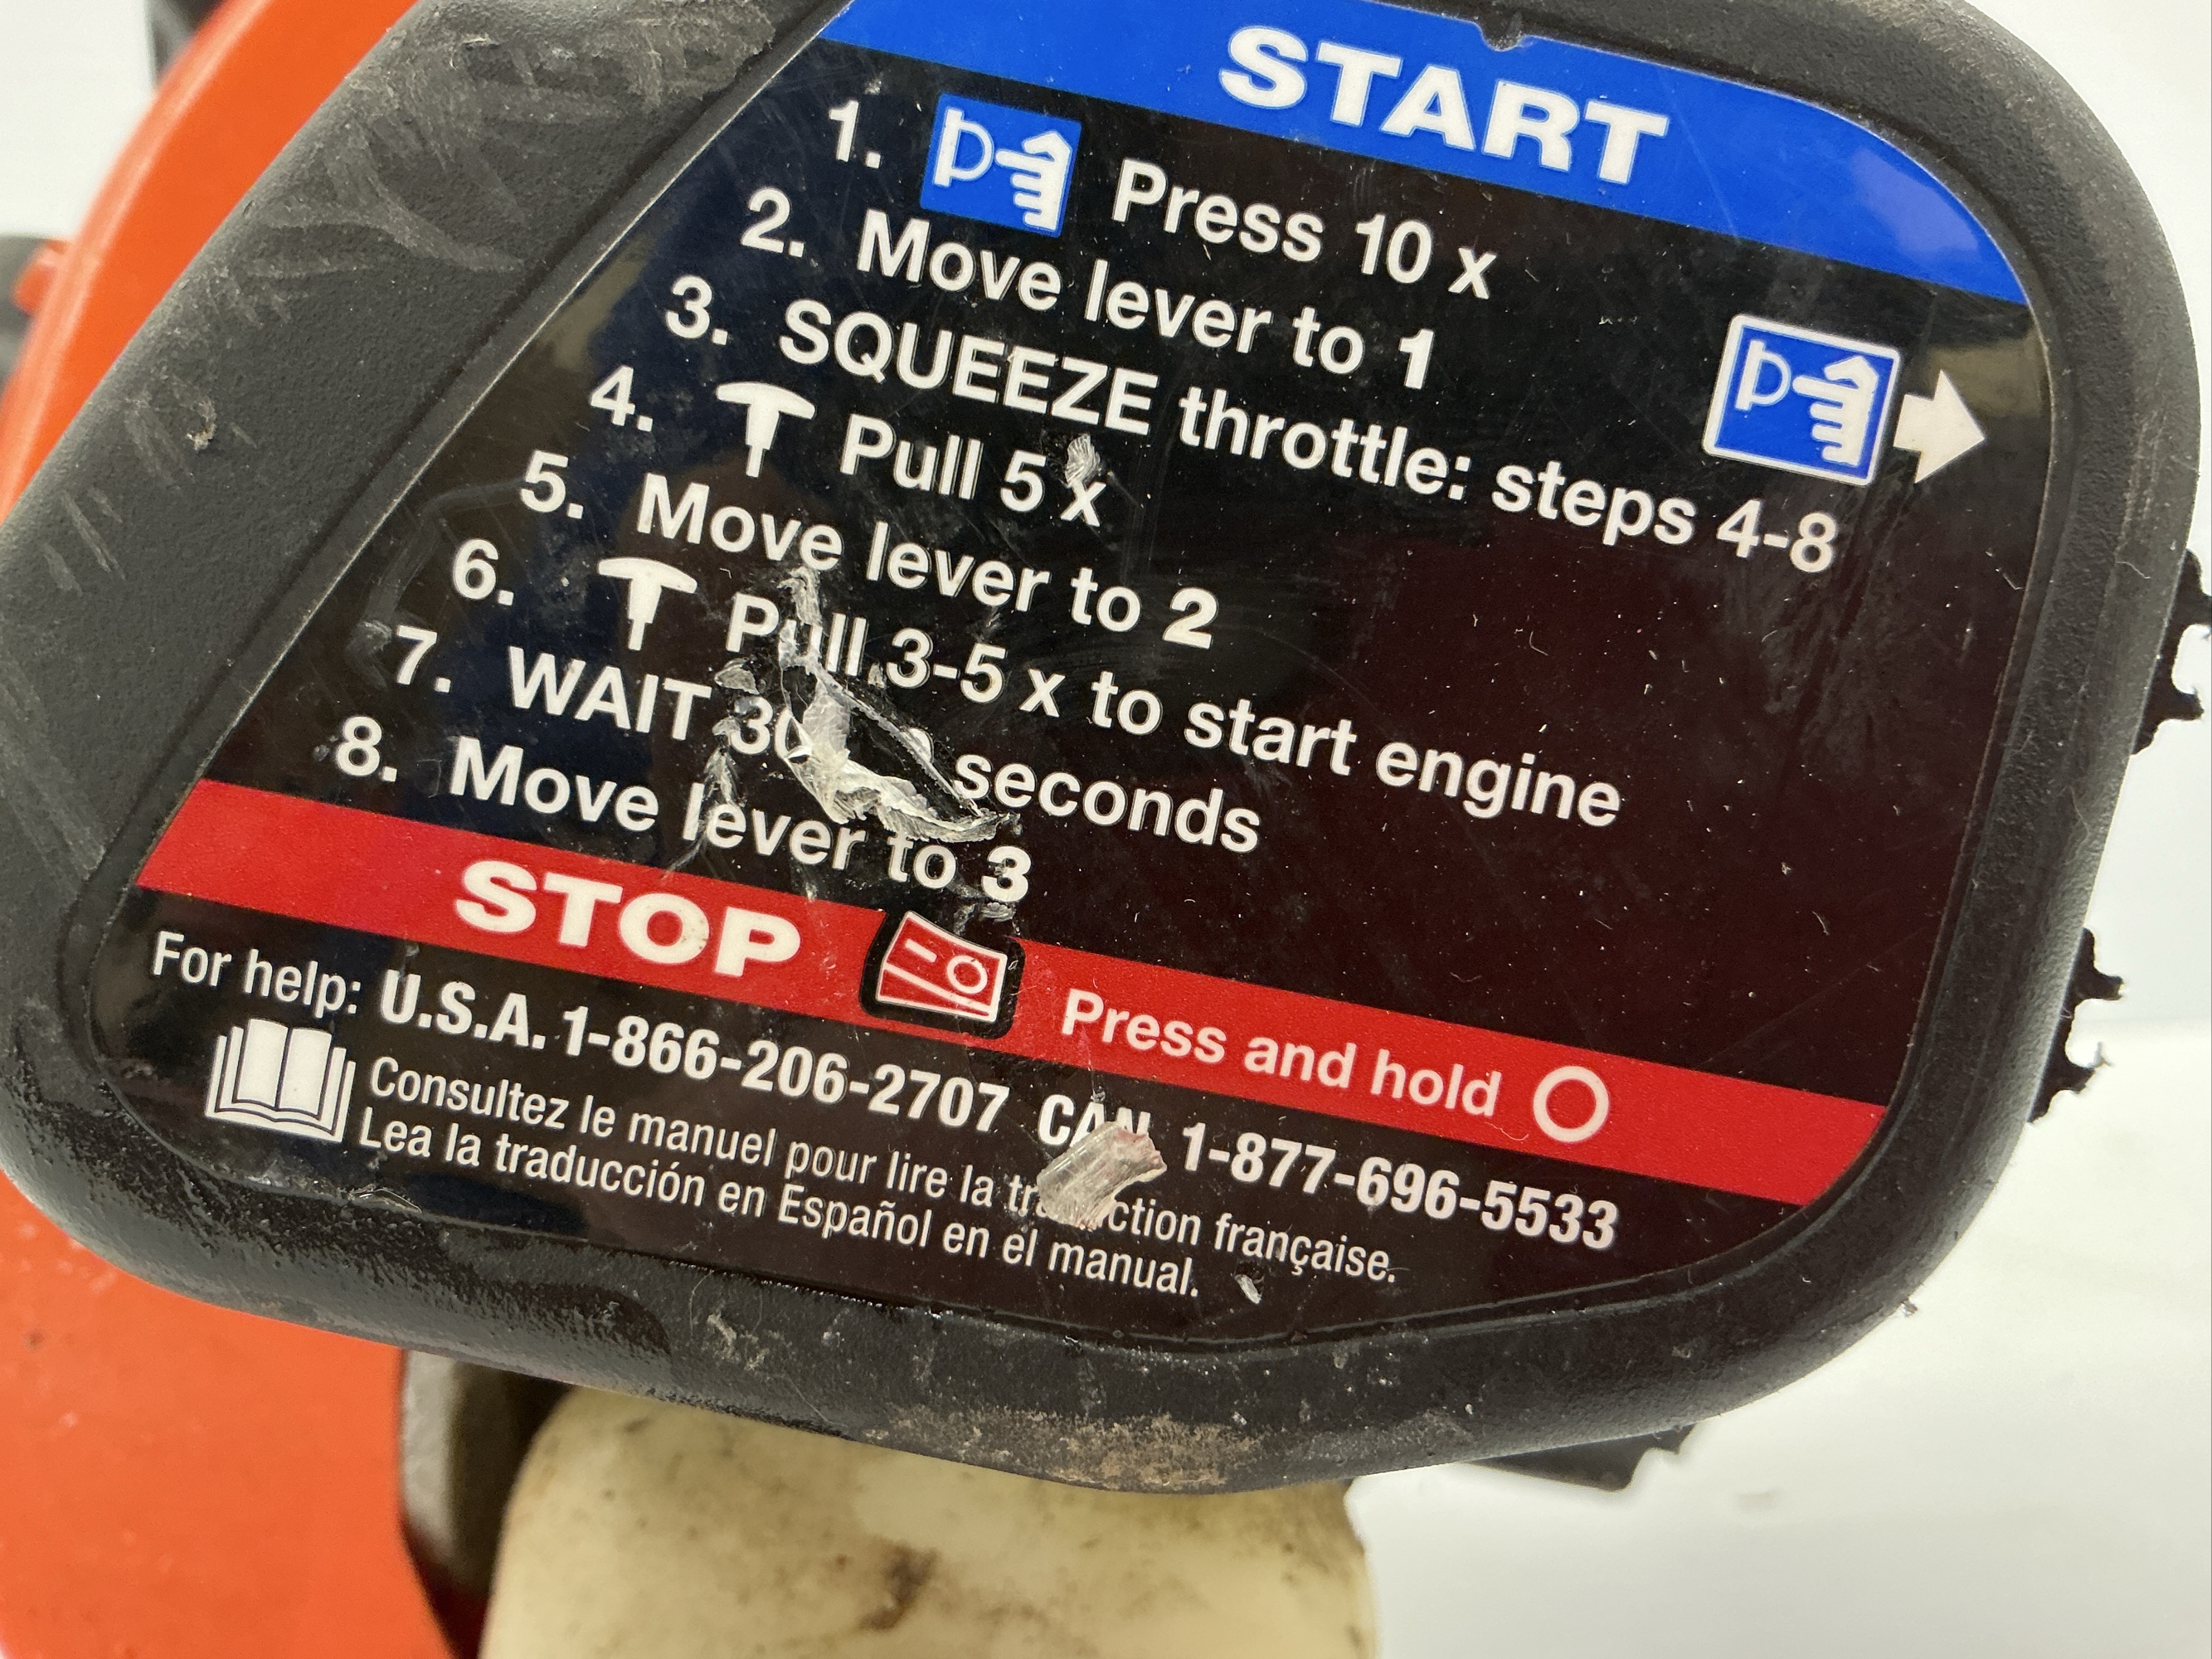 START
1. Press 10 x
2. Move lever to 1
3. SQUEEZE throttle: steps 4-8
4. Pull 5 x
5. Move lever to 2
6. Pull 3-5 x to start engine
7. WAIT seconds
8. Move lever to 3
STOP Press and hold O
For help: U.S.A. 1-866-206-2707 CAN 1-877-696-5533
Consultez le manuel pour lire la française.
Lea la traducción en Español en el manual.